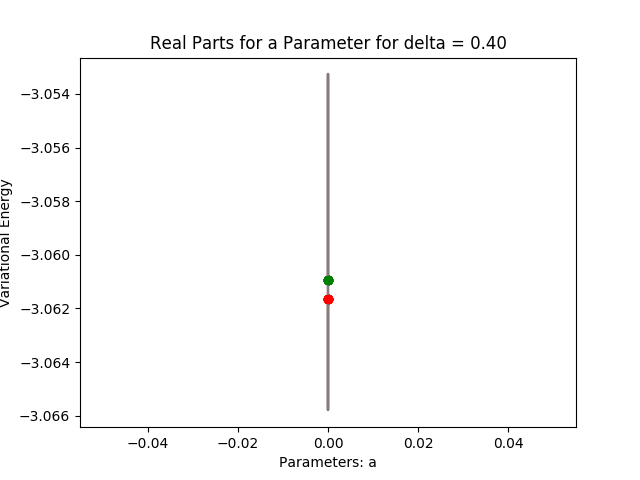 Real Parts for a Parameter for delta = 0.40
Variational Energy
−3.054
−3.056
−3.058
−3.060
−3.062
−3.064
−3.066
−0.04 −0.02 0.00 0.02 0.04
Parameters: a